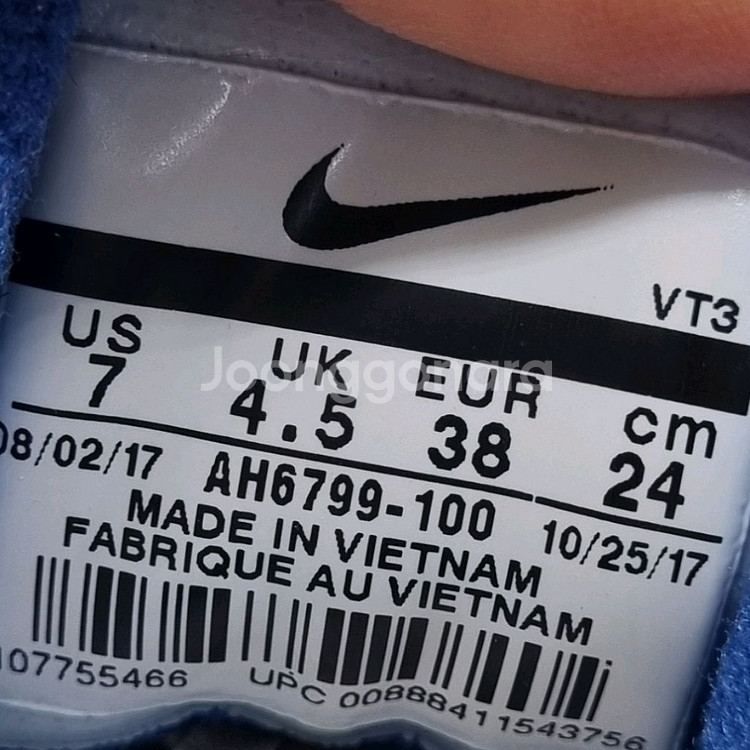 VT3
US UK EUR cm
7 4.5 38 24
08/02/17 AH6799-100 10/25/17
MADE IN VIETNAM
FABRIQUE AU VIETNAM
107755466 UPC 00888411543756
Joonggonara